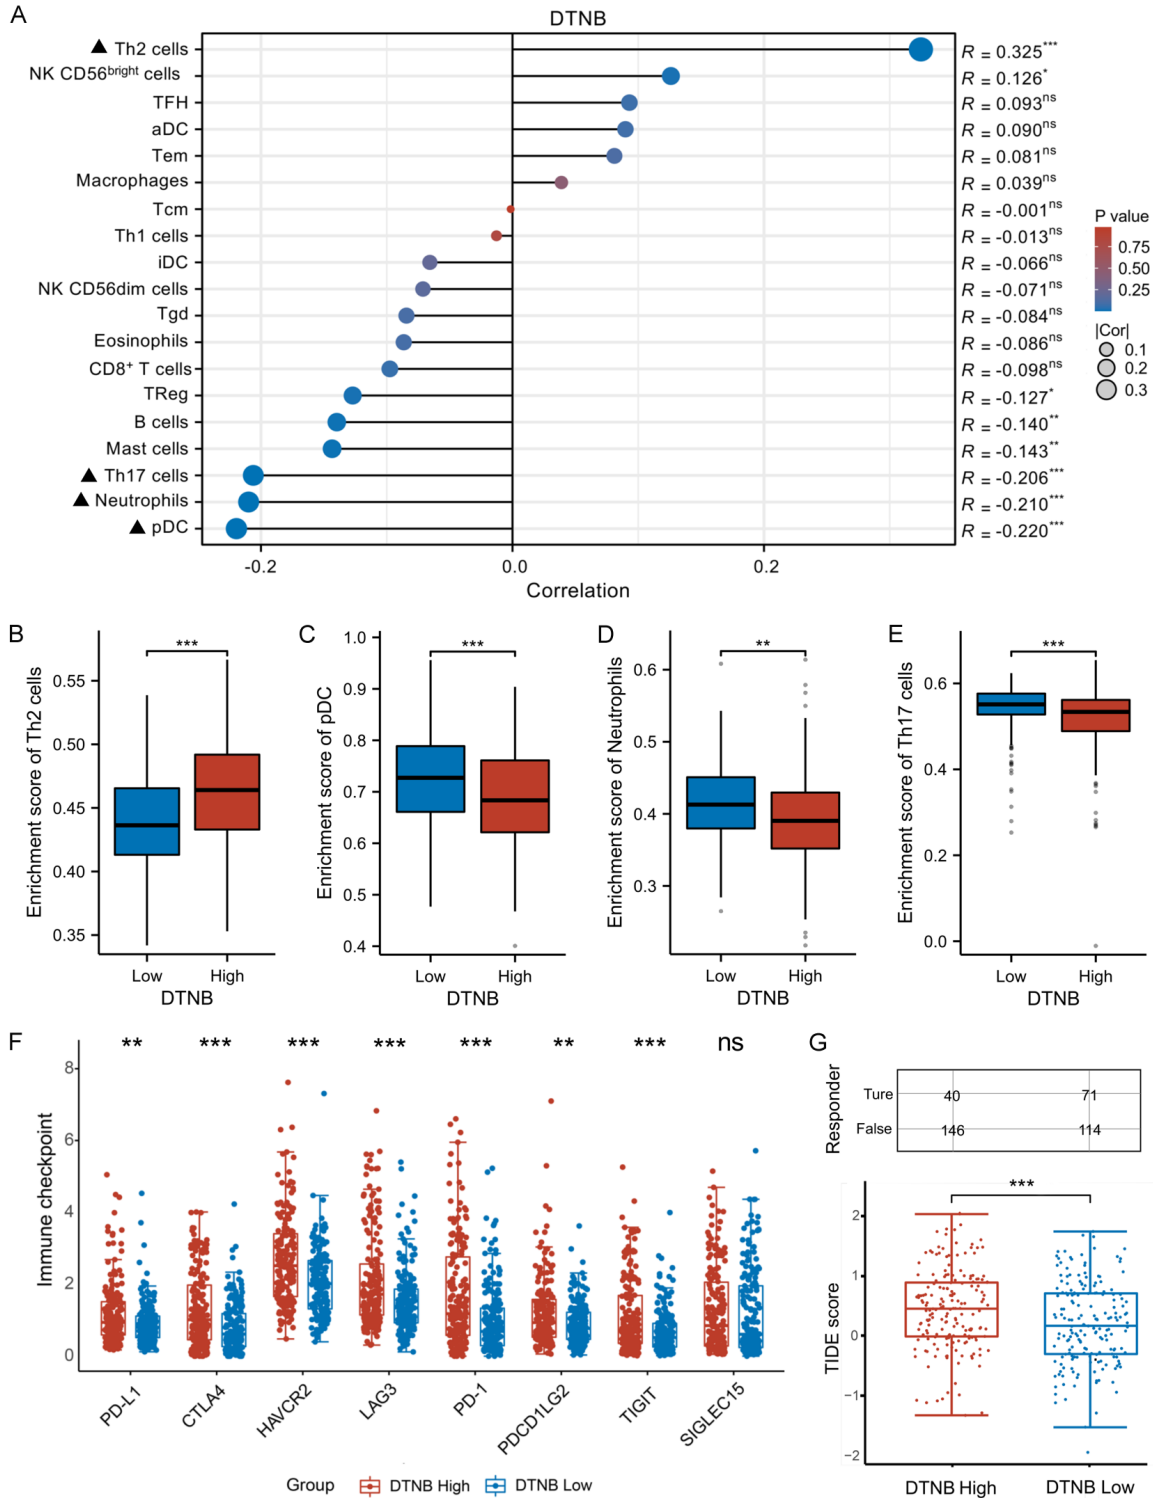 A
DTNB
▲ Th2 cells R = 0.325***
NK CD56bright cells R = 0.126*
TFH R = 0.093ns
aDC R = 0.090ns
Tem R = 0.081ns
Macrophages R = 0.039ns
Tcm R = -0.001ns
Th1 cells R = -0.013ns
iDC R = -0.066ns
NK CD56dim cells R = -0.071ns
Tgd R = -0.084ns
Eosinophils R = -0.086ns
CD8+ T cells R = -0.098ns
TReg R = -0.127*
B cells R = -0.140**
Mast cells R = -0.143**
▲ Th17 cells R = -0.206***
▲ Neutrophils R = -0.210***
▲ pDC R = -0.220***
-0.2 0.0 0.2
Correlation
P value
0.75
0.50
0.25
|Cor|
0.1
0.2
0.3
B
Enrichment score of Th2 cells
0.55
0.50
0.45
0.40
0.35
***
Low High
DTNB
C
Enrichment score of pDC
1.0
0.9
0.8
0.7
0.6
0.5
0.4
***
Low High
DTNB
D
Enrichment score of Neutrophils
0.6
0.5
0.4
0.3
**
Low High
DTNB
E
Enrichment score of Th17 cells
0.6
0.4
0.2
0.0
***
Low High
DTNB
F
Immune checkpoint
8
6
4
2
0
** *** *** *** *** ** *** ns
PD-L1 CTLA4 HAVCR2 LAG3 PD-1 PDCD1LG2 TIGIT SIGLEC15
Group DTNB High DTNB Low
G
Responder
Ture 40 71
False 146 114
TIDE score
***
2
1
0
−1
−2
DTNB High DTNB Low